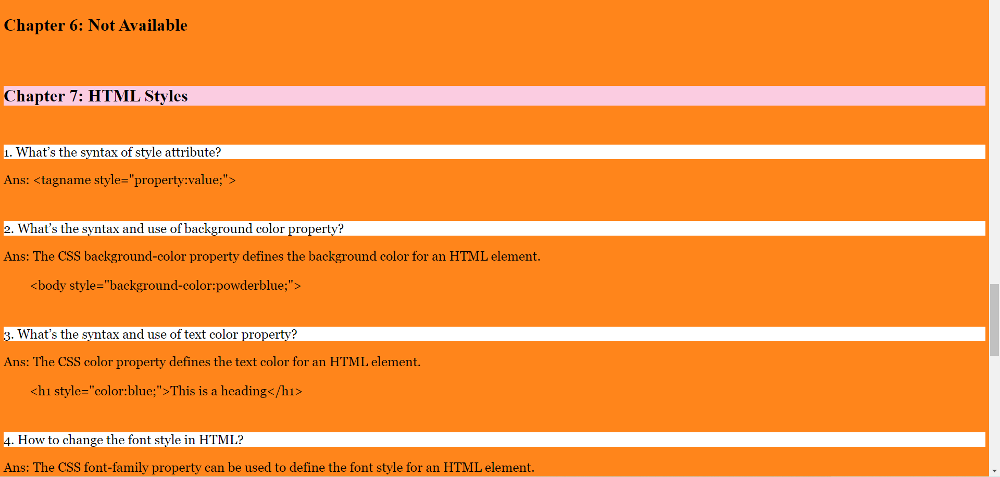 Chapter 6: Not Available
Chapter 7: HTML Styles
1. What’s the syntax of style attribute?
Ans: <tagname style="property:value;">
2. What’s the syntax and use of background color property?
Ans: The CSS background-color property defines the background color for an HTML element.
<body style="background-color:powderblue;">
3. What’s the syntax and use of text color property?
Ans: The CSS color property defines the text color for an HTML element.
<h1 style="color:blue;">This is a heading</h1>
4. How to change the font style in HTML?
Ans: The CSS font-family property can be used to define the font style for an HTML element.